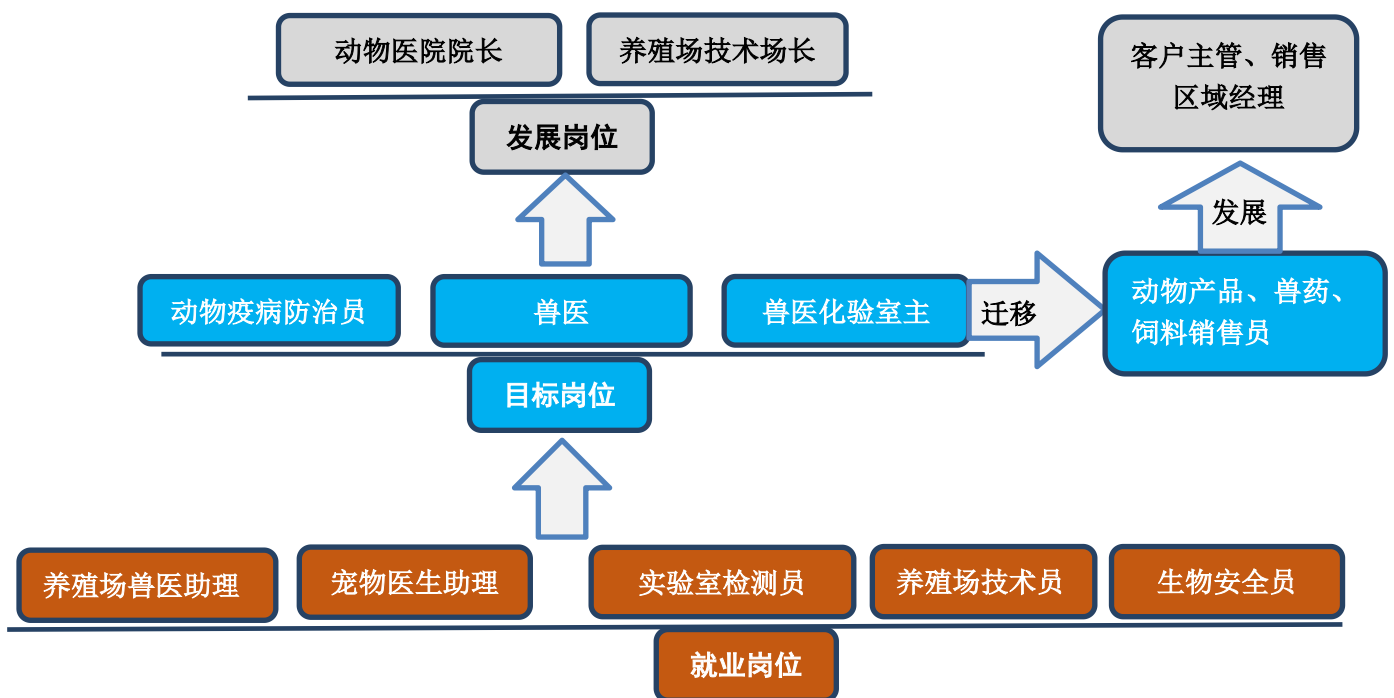 动物医院院长
养殖场技术场长
客户主管、销售
区域经理
发展岗位
发展
动物疫病防治员
兽医
兽医化验室主
迁移
动物产品、兽药、
饲料销售员
目标岗位
养殖场兽医助理
宠物医生助理
实验室检测员
养殖场技术员
生物安全员
就业岗位